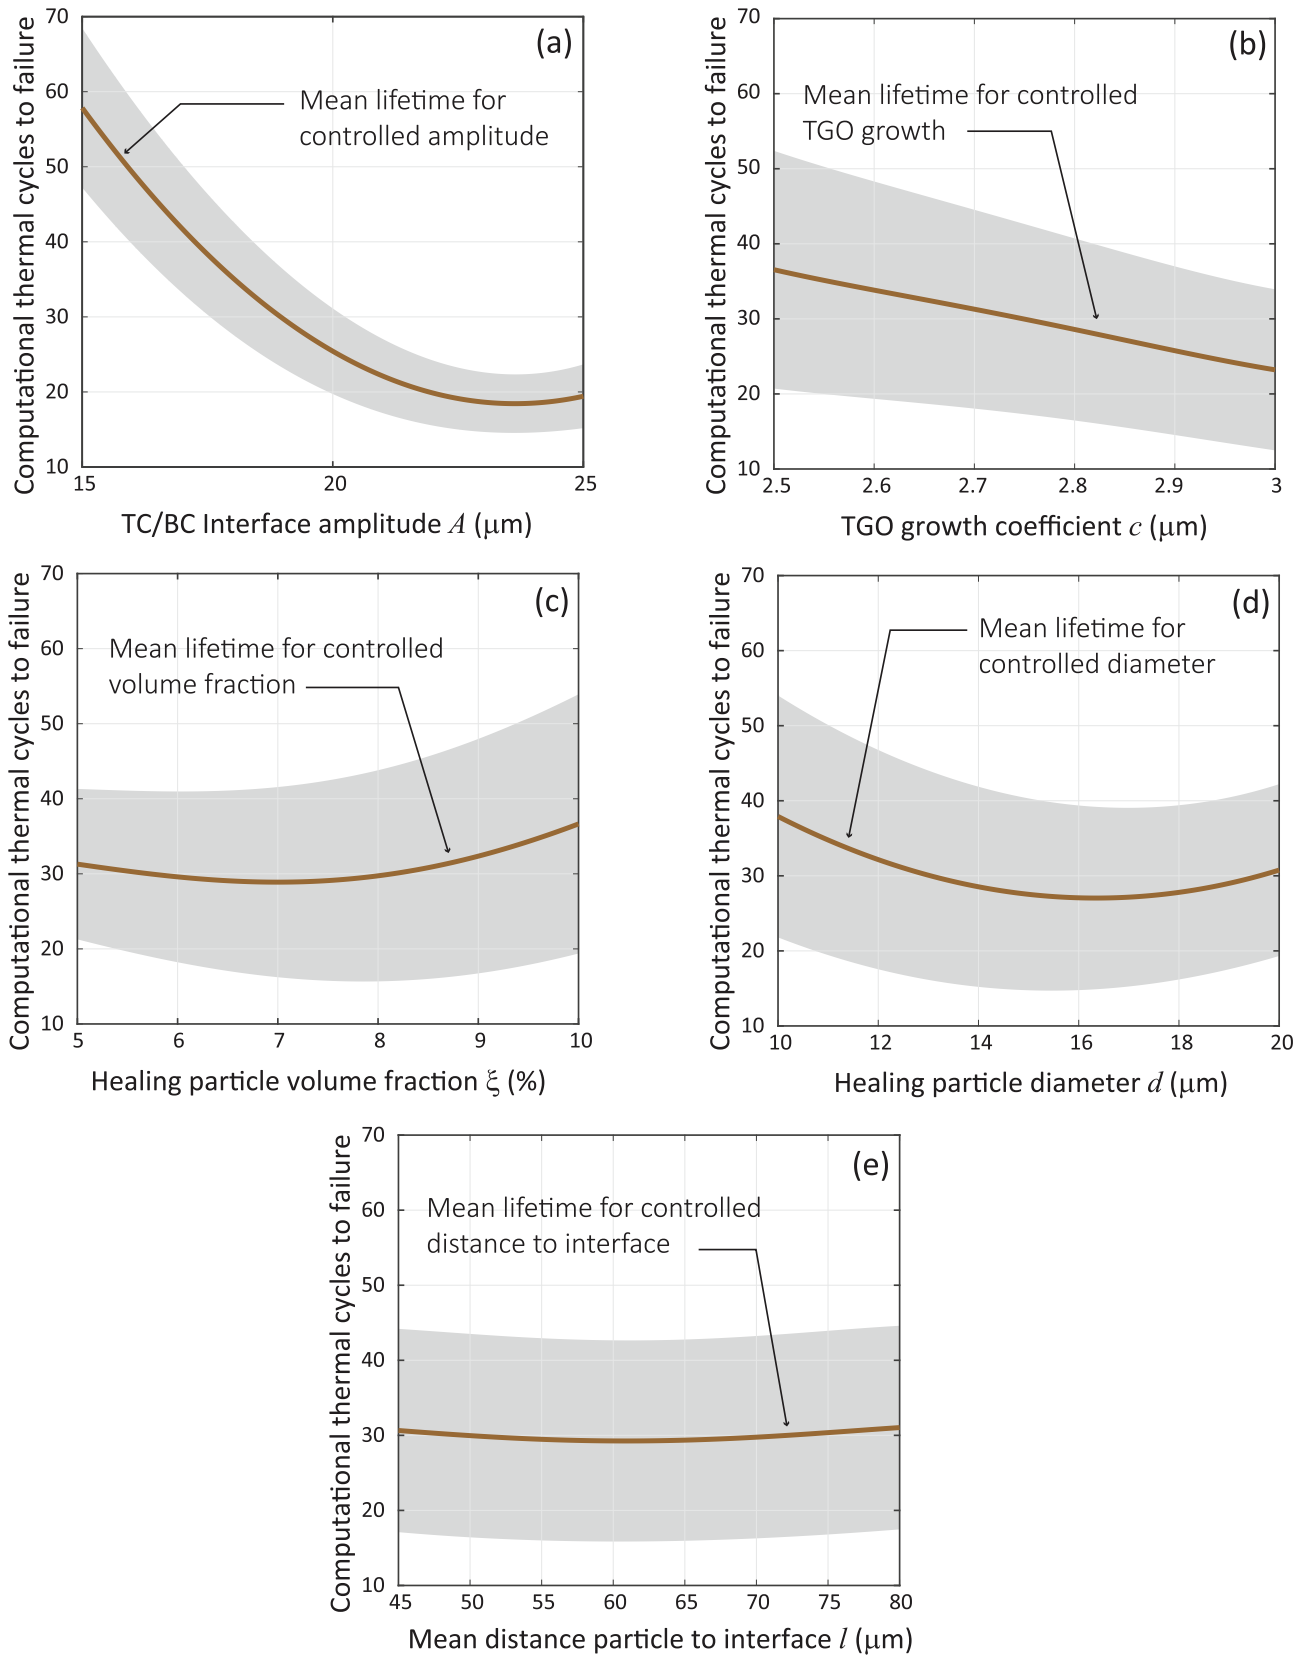 Computational thermal cycles to failure
70
60
50
40
30
20
10
(a)
Mean lifetime for
controlled amplitude
15
20
25
TC/BC Interface amplitude A (μm)
Computational thermal cycles to failure
70
60
50
40
30
20
10
(b)
Mean lifetime for controlled
TGO growth
2.5
2.6
2.7
2.8
2.9
3
TGO growth coefficient c (μm)
Computational thermal cycles to failure
70
60
50
40
30
20
10
(c)
Mean lifetime for controlled
volume fraction
5
6
7
8
9
10
Healing particle volume fraction ξ (%)
Computational thermal cycles to failure
70
60
50
40
30
20
10
(d)
Mean lifetime for
controlled diameter
10
12
14
16
18
20
Healing particle diameter d (μm)
Computational thermal cycles to failure
70
60
50
40
30
20
10
(e)
Mean lifetime for controlled
distance to interface
45
50
55
60
65
70
75
80
Mean distance particle to interface l (μm)